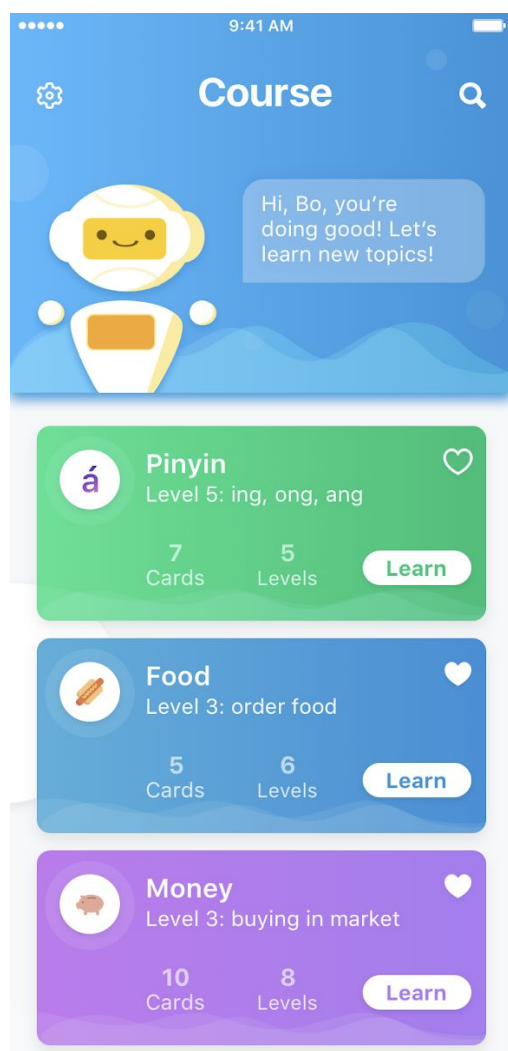 9:41 AM
Course
Hi, Bo, you’re
doing good! Let’s
learn new topics!
á
Pinyin
Level 5: ing, ong, ang
7 5
Cards Levels Learn
Food
Level 3: order food
5 6
Cards Levels Learn
Money
Level 3: buying in market
10 8
Cards Levels Learn